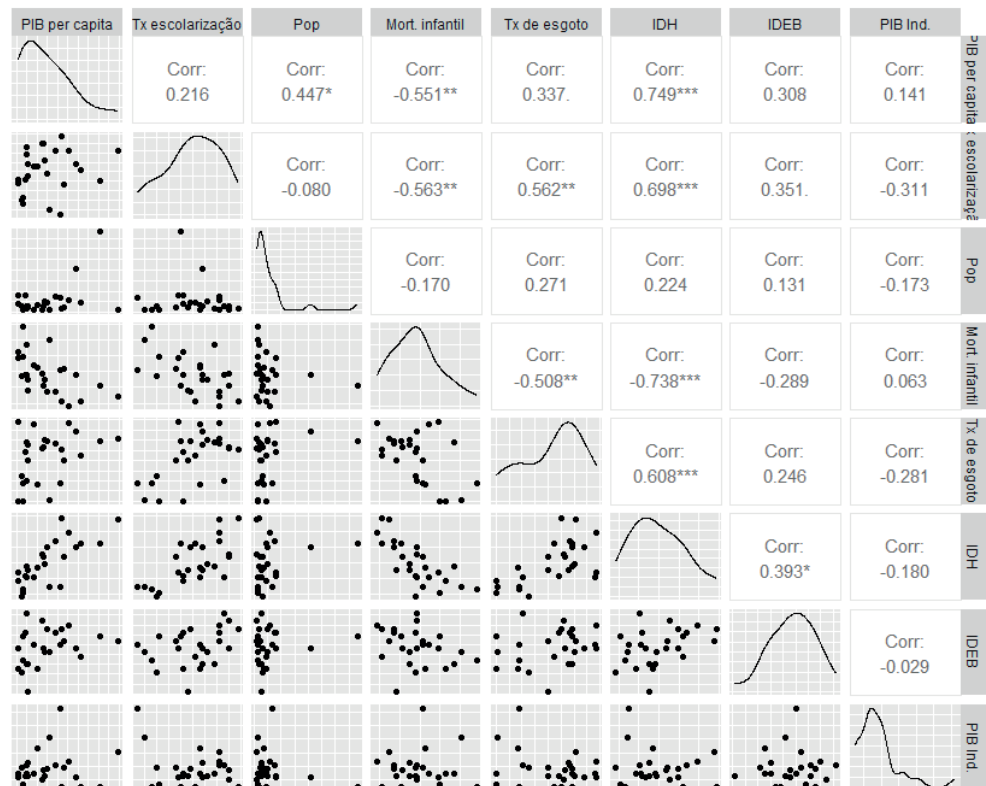 PIB per capita Tx escolarização Pop Mort. infantil Tx de esgoto IDH IDEB PIB Ind.
Corr: Corr: Corr: Corr: Corr: Corr: Corr:
0.216 0.447* -0.551** 0.337. 0.749*** 0.308 0.141
PIB per capita
Corr: Corr: Corr: Corr: Corr: Corr:
-0.080 -0.563** 0.562** 0.698*** 0.351. -0.311
escolarizaçã
Corr: Corr: Corr: Corr: Corr:
-0.170 0.271 0.224 0.131 -0.173
Pop
Corr: Corr: Corr: Corr:
-0.508** -0.738*** -0.289 0.063
Mort. infantil
Corr: Corr: Corr:
0.608*** 0.246 -0.281
Tx de esgoto
Corr: Corr:
0.393* -0.180
IDH
Corr:
-0.029
IDEB
PIB Ind.